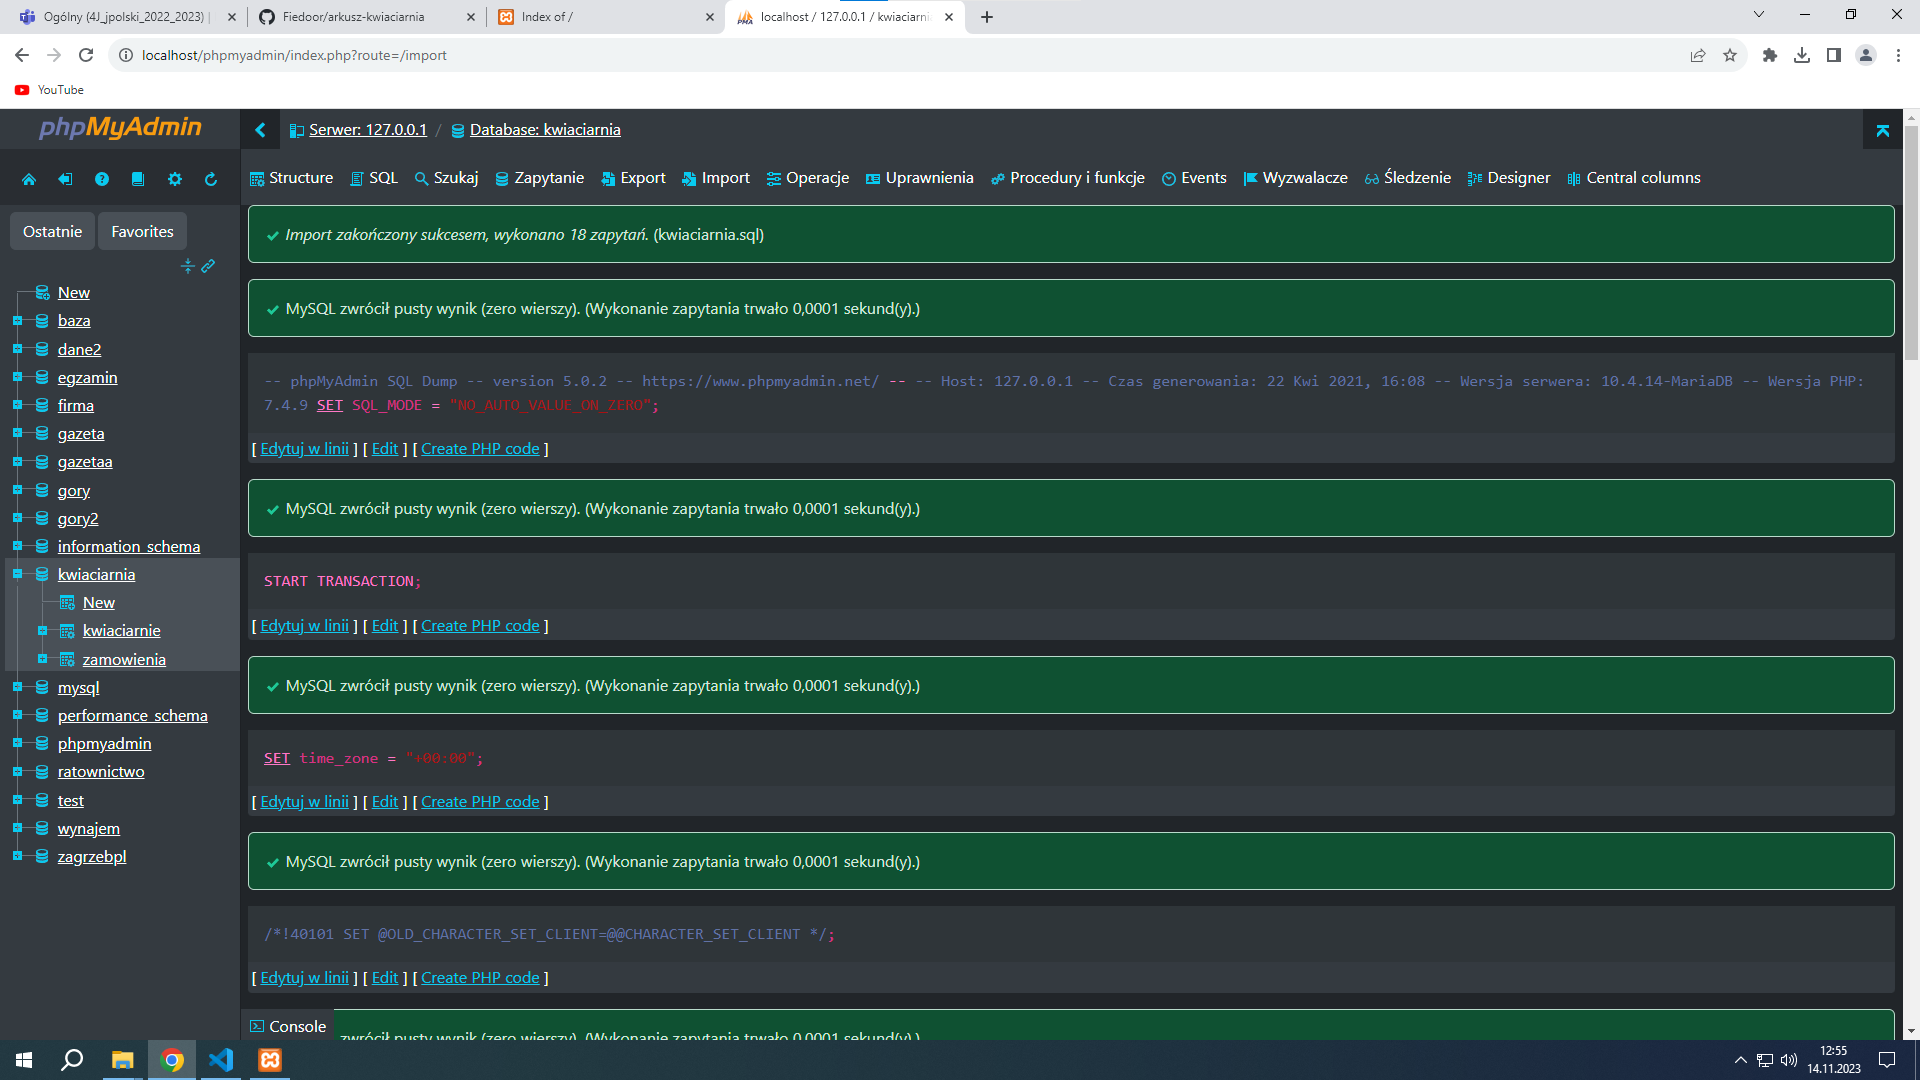 Ogólny (4J_jpolski_2022_2023) |
Fiedoor/arkusz-kwiaciarnia
Index of /
localhost / 127.0.0.1 / kwiaciarni
localhost/phpmyadmin/index.php?route=/import
YouTube
phpMyAdmin
Ostatnie
Favorites
New
baza
dane2
egzamin
firma
gazeta
gazetaa
gory
gory2
information_schema
kwiaciarnia
New
kwiaciarnie
zamowienia
mysql
performance_schema
phpmyadmin
ratownictwo
test
wynajem
zagrzebpl
Serwer: 127.0.0.1 / Database: kwiaciarnia
Structure SQL Szukaj Zapytanie Export Import Operacje Uprawnienia Procedury i funkcje Events Wyzwalacze Śledzenie Designer Central columns
Import zakończony sukcesem, wykonano 18 zapytań. (kwiaciarnia.sql)
MySQL zwrócił pusty wynik (zero wierszy). (Wykonanie zapytania trwało 0,0001 sekund(y).)
-- phpMyAdmin SQL Dump -- version 5.0.2 -- https://www.phpmyadmin.net/ -- -- Host: 127.0.0.1 -- Czas generowania: 22 Kwi 2021, 16:08 -- Wersja serwera: 10.4.14-MariaDB -- Wersja PHP:
7.4.9 SET SQL_MODE = "NO_AUTO_VALUE_ON_ZERO";
[ Edytuj w linii ] [ Edit ] [ Create PHP code ]
MySQL zwrócił pusty wynik (zero wierszy). (Wykonanie zapytania trwało 0,0001 sekund(y).)
START TRANSACTION;
[ Edytuj w linii ] [ Edit ] [ Create PHP code ]
MySQL zwrócił pusty wynik (zero wierszy). (Wykonanie zapytania trwało 0,0001 sekund(y).)
SET time_zone = "+00:00";
[ Edytuj w linii ] [ Edit ] [ Create PHP code ]
MySQL zwrócił pusty wynik (zero wierszy). (Wykonanie zapytania trwało 0,0001 sekund(y).)
/*!40101 SET @OLD_CHARACTER_SET_CLIENT=@@CHARACTER_SET_CLIENT */;
[ Edytuj w linii ] [ Edit ] [ Create PHP code ]
Console
zwrócił pusty wynik (zero wierszy). (Wykonanie zapytania trwało 0,0001 sekund(y).)
12:55
14.11.2023